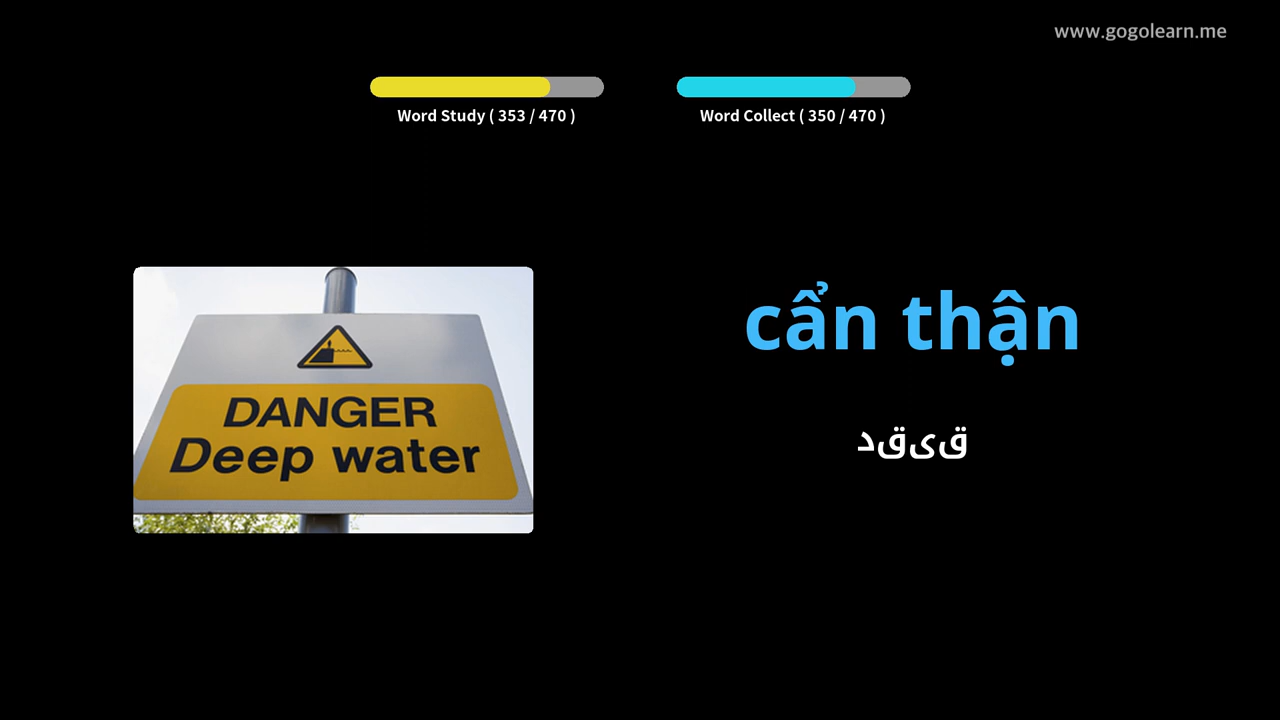 www.gogolearn.me
Word Study ( 353 / 470 )
Word Collect ( 350 / 470 )
DANGER
Deep water
cẩn thận
دقیق